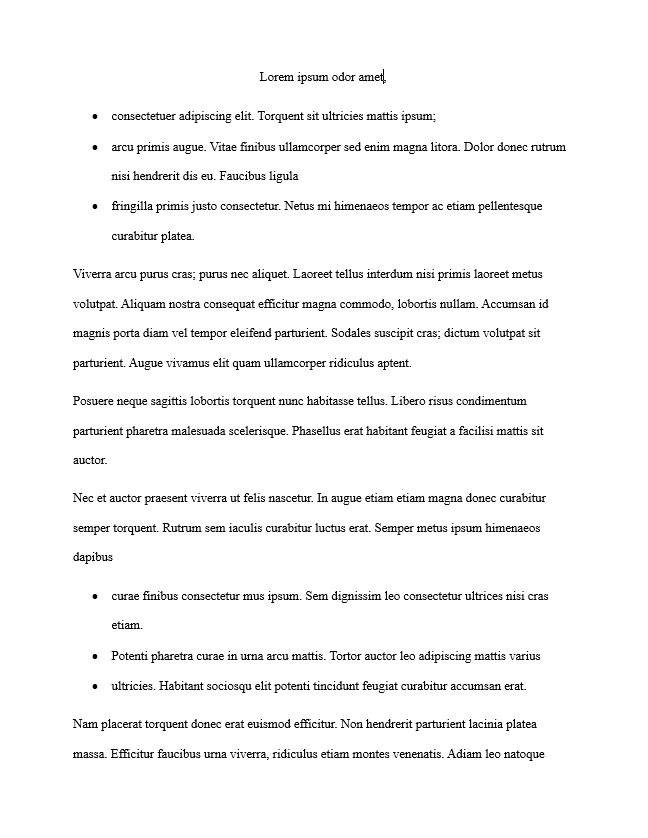 Lorem ipsum odor amet,
• consectetuer adipiscing elit. Torquent sit ultricies mattis ipsum;
• arcu primis augue. Vitae finibus ullamcorper sed enim magna litora. Dolor donec rutrum
nisi hendrerit dis eu. Faucibus ligula
• fringilla primis justo consectetur. Netus mi himenaeos tempor ac etiam pellentesque
curabitur platea.
Viverra arcu purus cras; purus nec aliquet. Laoreet tellus interdum nisi primis laoreet metus
volutpat. Aliquam nostra consequat efficitur magna commodo, lobortis nullam. Accumsan id
magnis porta diam vel tempor eleifend parturient. Sodales suscipit cras; dictum volutpat sit
parturient. Augue vivamus elit quam ullamcorper ridiculus aptent.
Posuere neque sagittis lobortis torquent nunc habitasse tellus. Libero risus condimentum
parturient pharetra malesuada scelerisque. Phasellus erat habitant feugiat a facilisi mattis sit
auctor.
Nec et auctor praesent viverra ut felis nascetur. In augue etiam etiam magna donec curabitur
semper torquent. Rutrum sem iaculis curabitur luctus erat. Semper metus ipsum himenaeos
dapibus
• curae finibus consectetur mus ipsum. Sem dignissim leo consectetur ultrices nisi cras
etiam.
• Potenti pharetra curae in urna arcu mattis. Tortor auctor leo adipiscing mattis varius
• ultricies. Habitant sociosqu elit potenti tincidunt feugiat curabitur accumsan erat.
Nam placerat torquent donec erat euismod efficitur. Non hendrerit parturient lacinia platea
massa. Efficitur faucibus urna viverra, ridiculus etiam montes venenatis. Adiam leo natoque